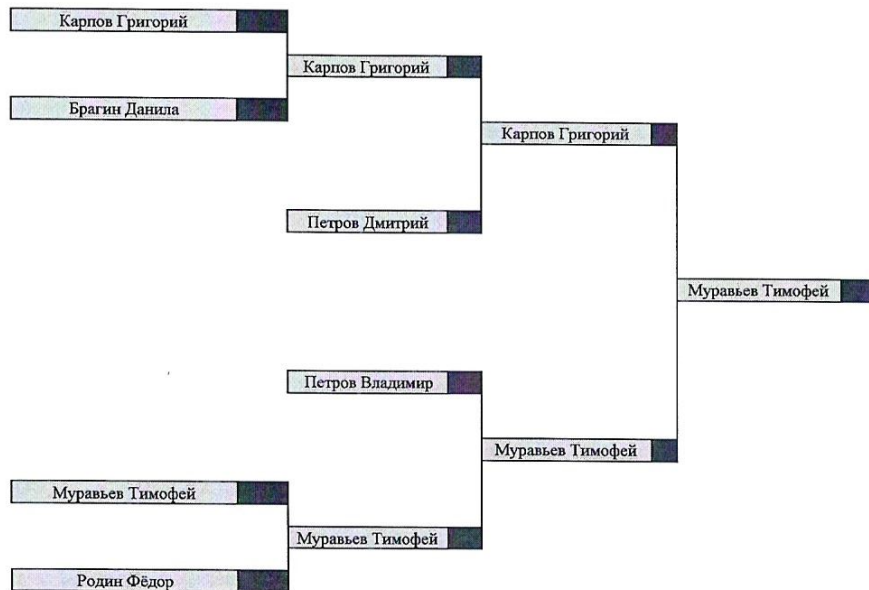 Карпов Григорий
Карпов Григорий
Брагин Данила
Карпов Григорий
Петров Дмитрий
Муравьев Тимофей
Петров Владимир
Муравьев Тимофей
Муравьев Тимофей
Муравьев Тимофей
Родин Фёдор